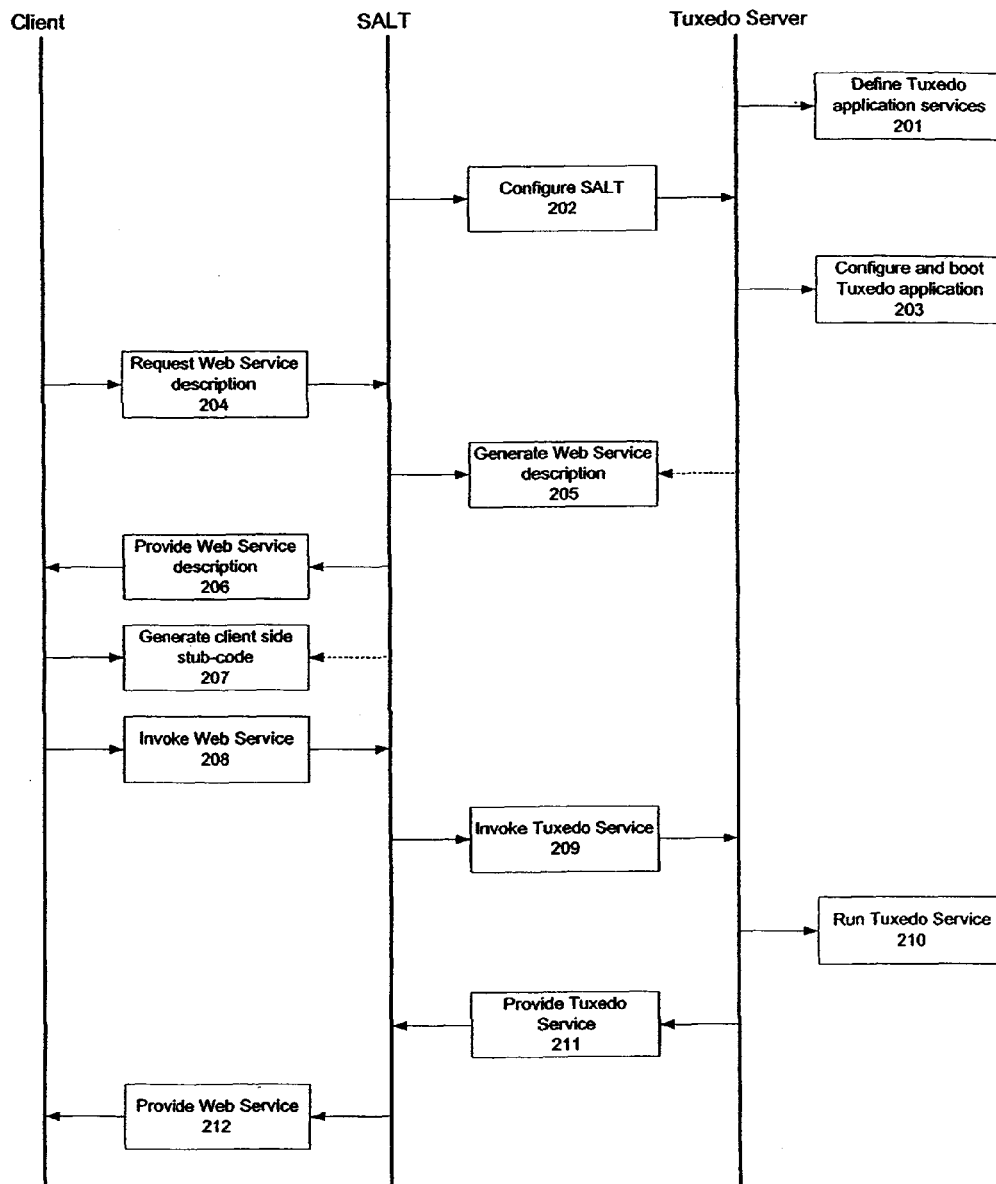 Client
SALT
Tuxedo Server
Define Tuxedo
application services
201
Configure SALT
202
Configure and boot
Tuxedo application
203
Request Web Service
description
204
Generate Web Service
description
205
Provide Web Service
description
206
Generate client side
stub-code
207
Invoke Web Service
208
Invoke Tuxedo Service
209
Run Tuxedo Service
210
Provide Tuxedo
Service
211
Provide Web Service
212